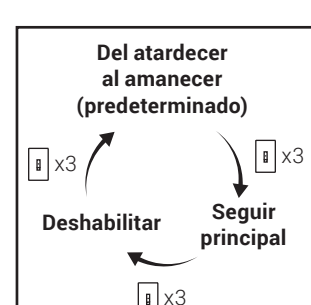 Del atardecer
al amanecer
(predeterminado)
x3
x3
Deshabilitar
Seguir
principal
x3